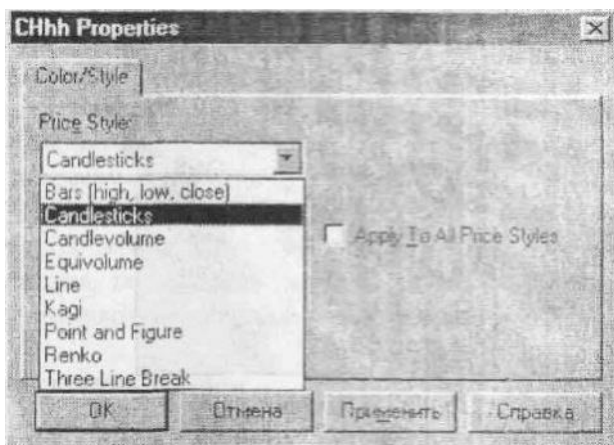 CHhh Properties
Color/Style
Price Style:
Candlesticks
Bars (high, low, close)
Candlesticks
Candlevolume
Equivolume
Line
Kagi
Point and Figure
Renko
Three Line Break
Apply To All Price Styles
OK
Отмена
Применить
Справка